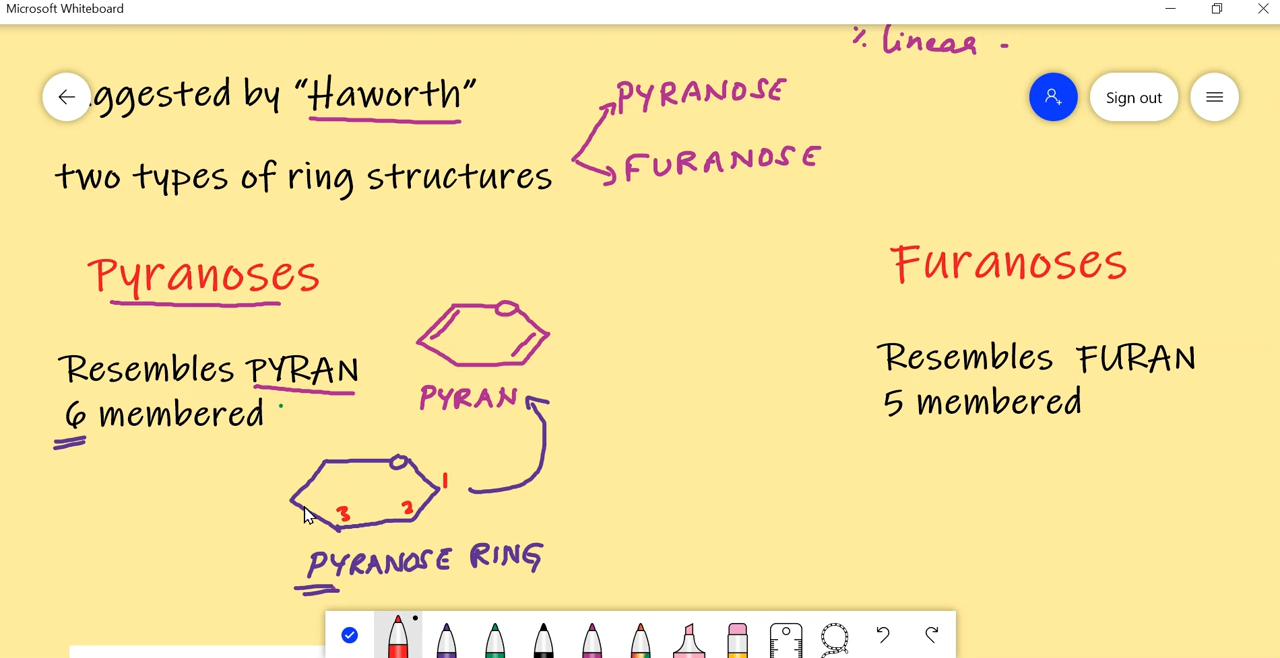 Microsoft Whiteboard
% linear -
ggested by “Haworth”
PYRANOSE
FURANOSE
two types of ring structures
Sign out
Pyranoses
Furanoses
Resembles PYRAN
6 membered
PYRAN
Resembles FURAN
5 membered
1
2
3
PYRANOSE RING